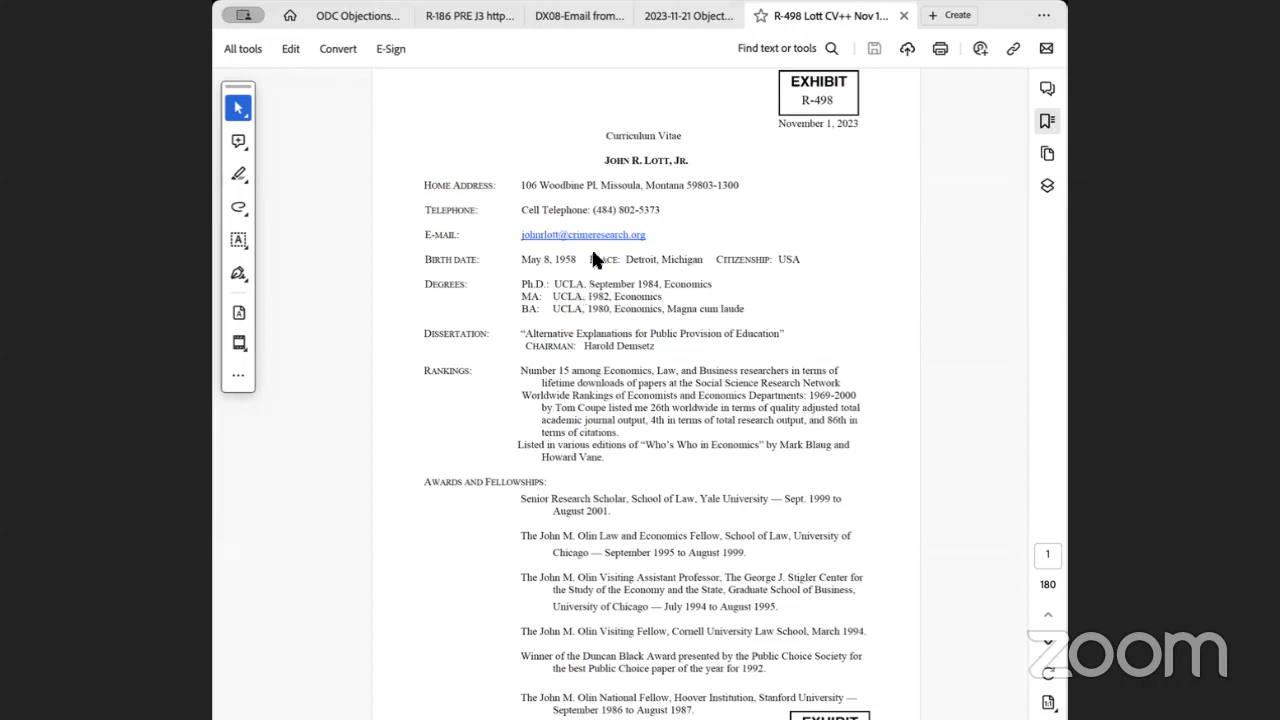 ODC Objections...
R-186 PRE J3 http...
DX08-Email from...
2023-11-21 Object...
R-498 Lott CV++ Nov 1...
Create
All tools
Edit
Convert
E-Sign
Find text or tools
EXHIBIT
R-498
November 1, 2023
Curriculum Vitae
JOHN R. LOTT, JR.
HOME ADDRESS: 106 Woodbine Pl, Missoula, Montana 59803-1300
TELEPHONE: Cell Telephone: (484) 802-5373
E-MAIL: johnrlott@crimeresearch.org
BIRTH DATE: May 8, 1958 Detroit, Michigan CITIZENSHIP: USA
DEGREES: Ph.D.: UCLA, September 1984, Economics
MA: UCLA, 1982, Economics
BA: UCLA, 1980, Economics, Magna cum laude
DISSERTATION: “Alternative Explanations for Public Provision of Education”
CHAIRMAN: Harold Demsetz
RANKINGS: Number 15 among Economics, Law, and Business researchers in terms of
lifetime downloads of papers at the Social Science Research Network
Worldwide Rankings of Economists and Economics Departments: 1969-2000
by Tom Coupe listed me 26th worldwide in terms of quality adjusted total
academic journal output, 4th in terms of total research output, and 86th in
terms of citations.
Listed in various editions of “Who’s Who in Economics” by Mark Blaug and
Howard Vane.
AWARDS AND FELLOWSHIPS:
Senior Research Scholar, School of Law, Yale University — Sept. 1999 to
August 2001.
The John M. Olin Law and Economics Fellow, School of Law, University of
Chicago — September 1995 to August 1999.
The John M. Olin Visiting Assistant Professor, The George J. Stigler Center for
the Study of the Economy and the State, Graduate School of Business,
University of Chicago — July 1994 to August 1995.
The John M. Olin Visiting Fellow, Cornell University Law School, March 1994.
Winner of the Duncan Black Award presented by the Public Choice Society for
the best Public Choice paper of the year for 1992.
The John M. Olin National Fellow, Hoover Institution, Stanford University —
September 1986 to August 1987.
EXHIBIT
1
180
zoom